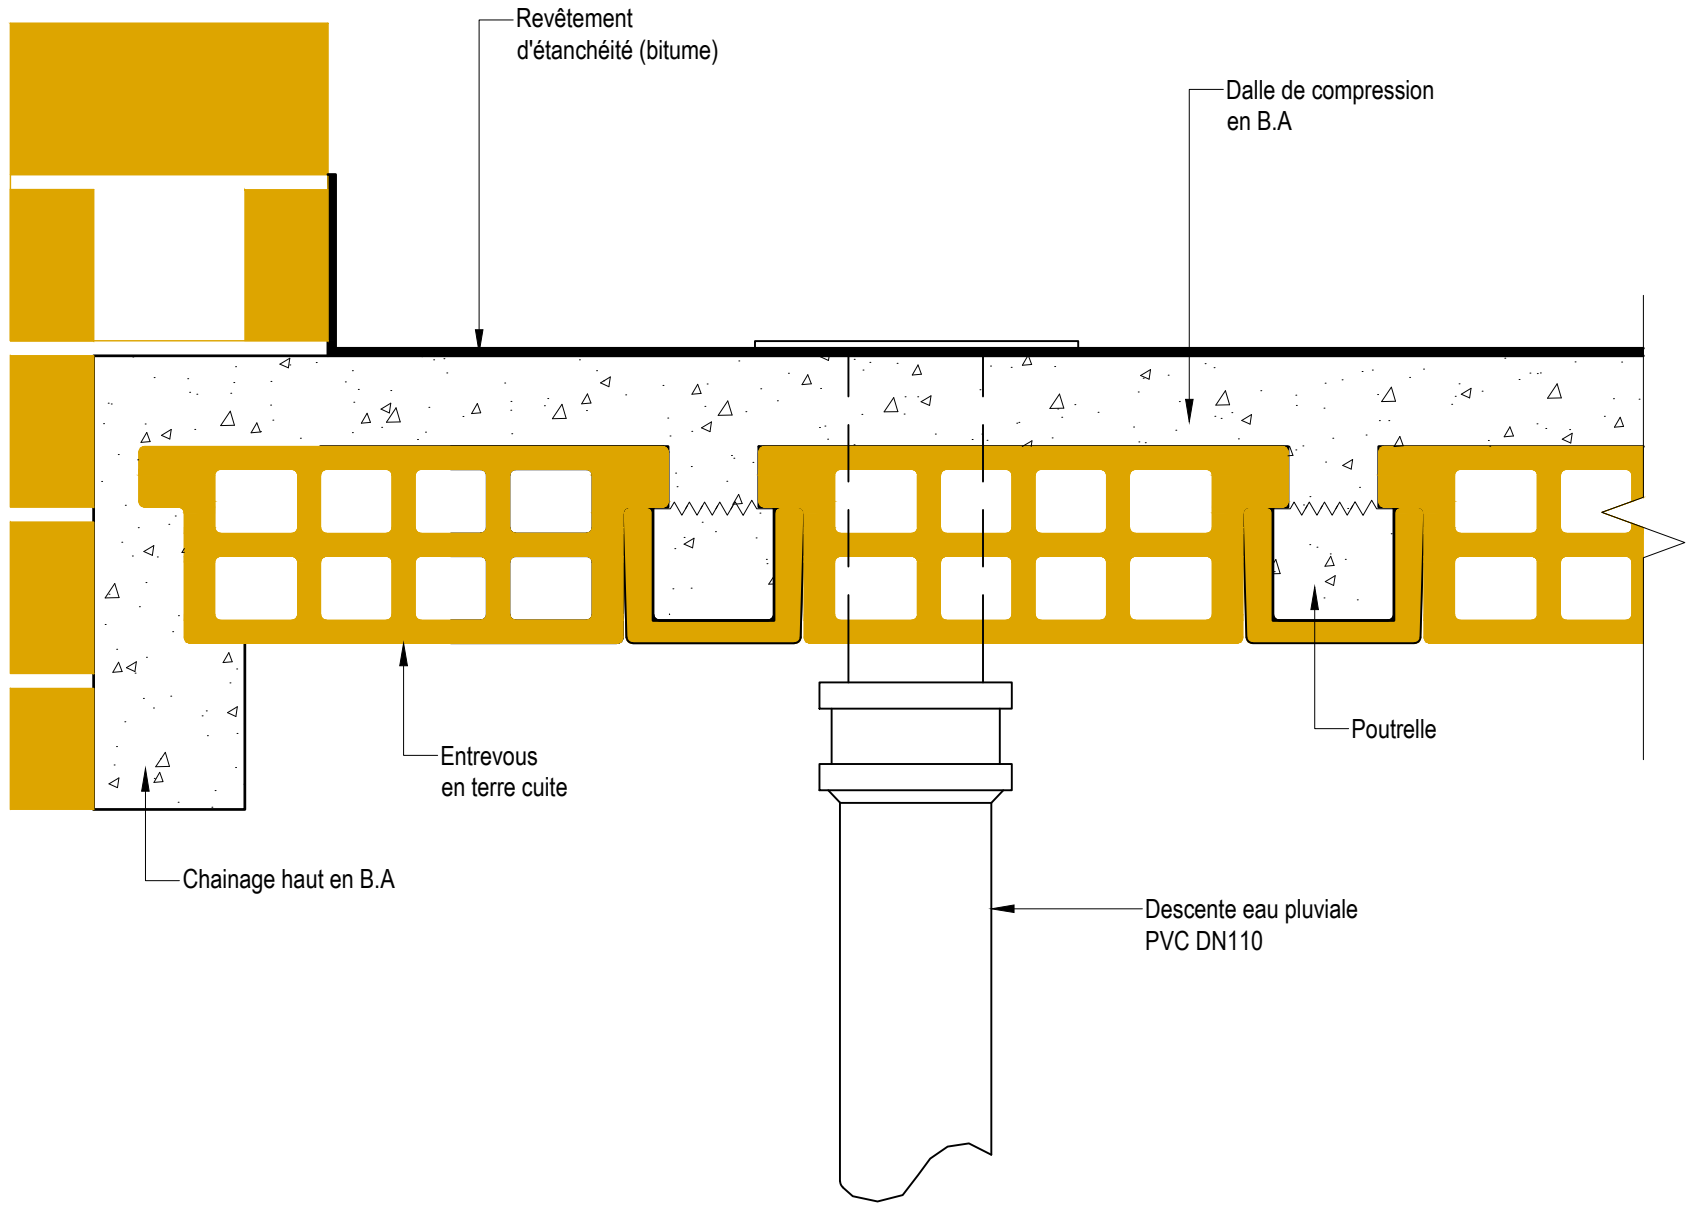 Revêtement
d'étanchéité (bitume)
Dalle de compression
en B.A
Poutrelle
Entrevous
en terre cuite
Chainage haut en B.A
Descente eau pluviale
PVC DN110